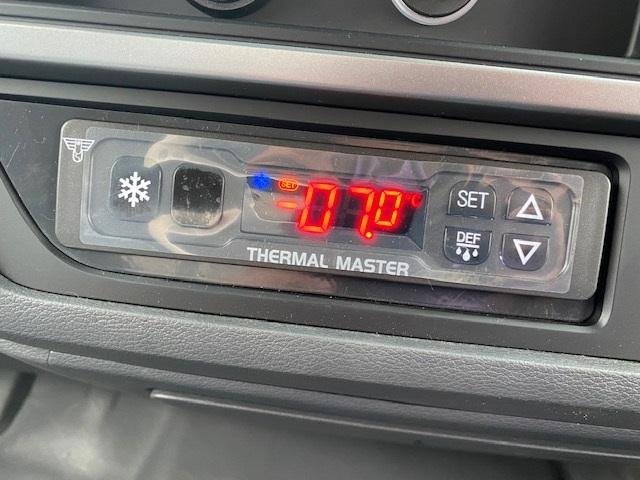 SET
-07.0°C
SET
DEF
THERMAL MASTER